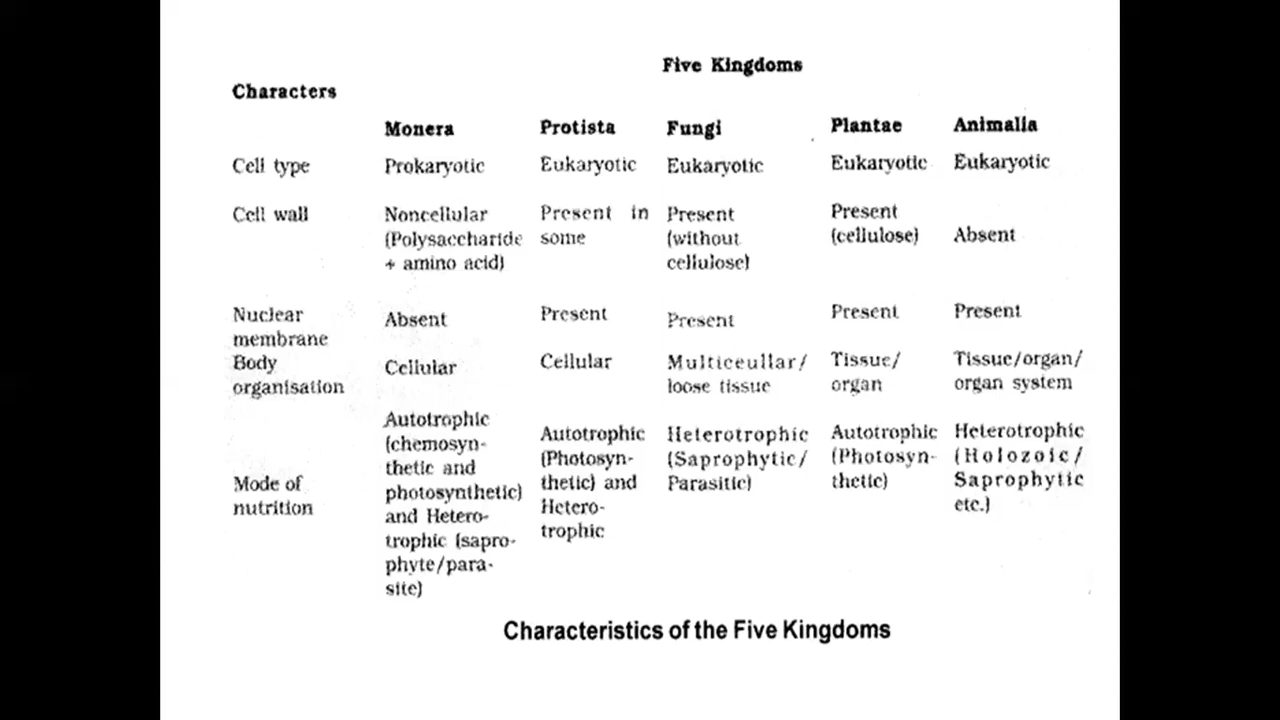 Five Kingdoms
Characters
Monera Protista Fungi Plantae Animalia
Cell type Prokaryotic Eukaryotic Eukaryotic Eukaryotic Eukaryotic
Cell wall Noncellular Present in Present Present
(Polysaccharide some (without (cellulose) Absent
+ amino acid) cellulose)
Nuclear Absent Present Present Present Present
membrane
Body Cellular Cellular Multiceullar/ Tissue/ Tissue/organ/
organisation loose tissue organ organ system
Autotrophic
(chemosyn- Autotrophic Heterotrophic Autotrophic Heterotrophic
thetic and (Photosyn- (Saprophytic/ (Photosyn- (Holozoic/
Mode of photosynthetic) thetic) and Parasitic) thetic) Saprophytic
nutrition and Hetero- Hetero- etc.)
trophic (sapro- trophic
phyte/para-
site)
Characteristics of the Five Kingdoms